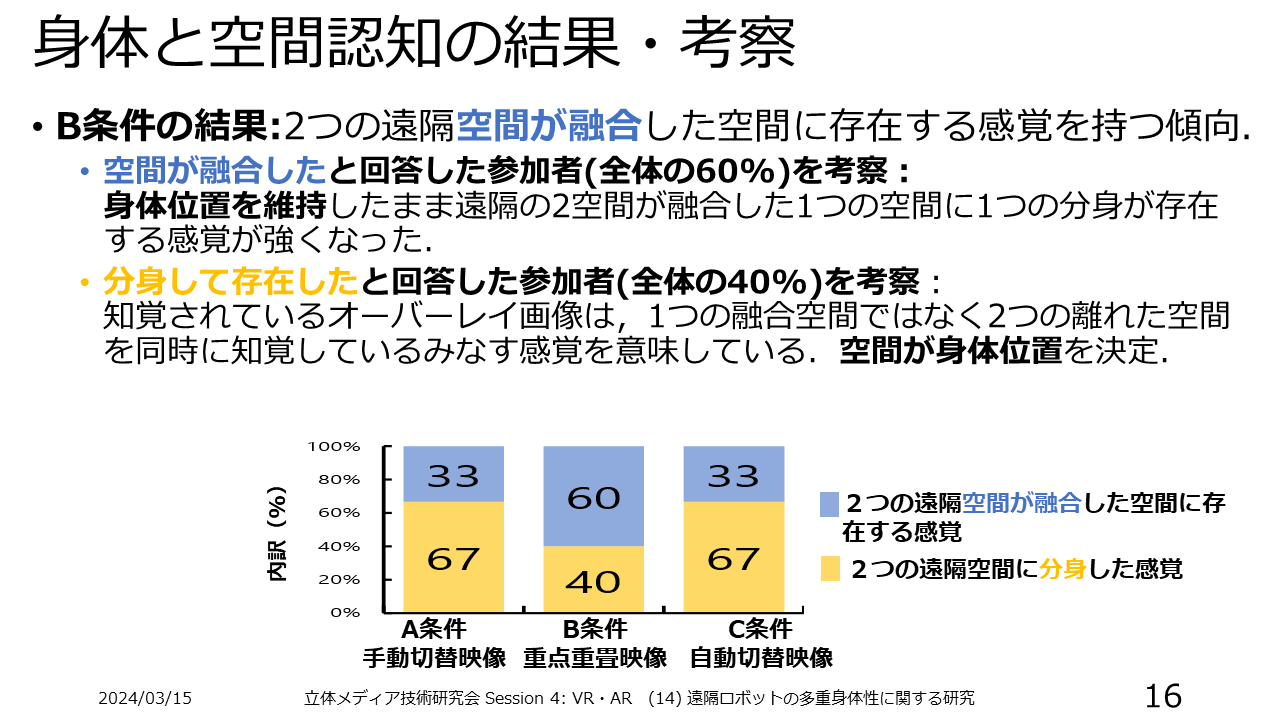 身体と空間認知の結果・考察
• B条件の結果:2つの遠隔空間が融合した空間に存在する感覚を持つ傾向.
• 空間が融合したと回答した参加者(全体の60%)を考察：
身体位置を維持したまま遠隔の2空間が融合した1つの空間に1つの分身が存在
する感覚が強くなった.
• 分身して存在したと回答した参加者(全体の40%)を考察：
知覚されているオーバーレイ画像は，1つの融合空間ではなく2つの離れた空間
を同時に知覚しているみなす感覚を意味している．空間が身体位置を決定.
内訳（%）
100%
80%
60%
40%
20%
0%
33
67
60
40
33
67
A条件
手動切替映像
B条件
重点重畳映像
C条件
自動切替映像
２つの遠隔空間が融合した空間に存
在する感覚
２つの遠隔空間に分身した感覚
2024/03/15
立体メディア技術研究会 Session 4: VR・AR (14) 遠隔ロボットの多重身体性に関する研究
16